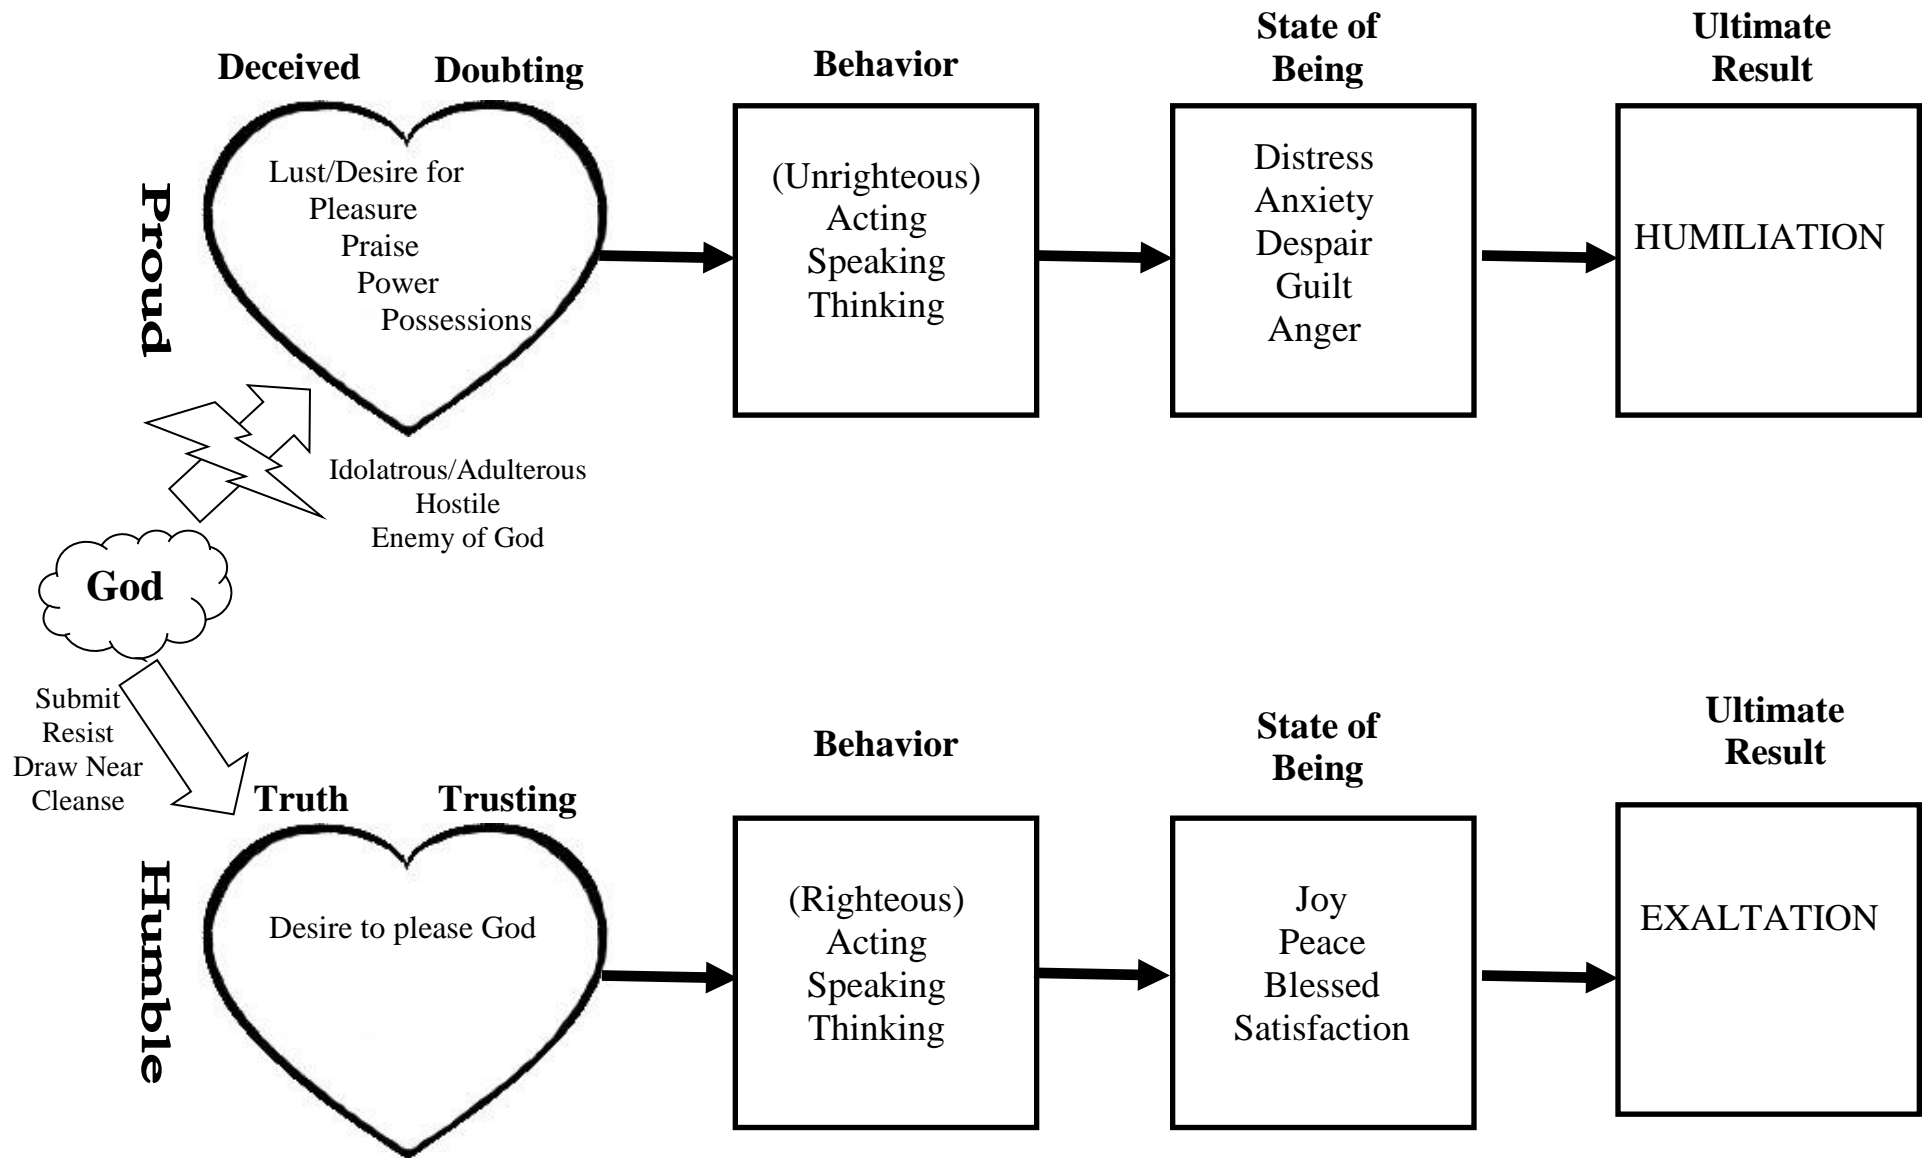 Deceived Doubting
Behavior
State of
Being
Ultimate
Result
Proud
Lust/Desire for
Pleasure
Praise
Power
Possessions
(Unrighteous)
Acting
Speaking
Thinking
Distress
Anxiety
Despair
Guilt
Anger
HUMILIATION
Idolatrous/Adulterous
Hostile
Enemy of God
God
Submit
Resist
Draw Near
Cleanse
Truth Trusting
Behavior
State of
Being
Ultimate
Result
Humble
Desire to please God
(Righteous)
Acting
Speaking
Thinking
Joy
Peace
Blessed
Satisfaction
EXALTATION